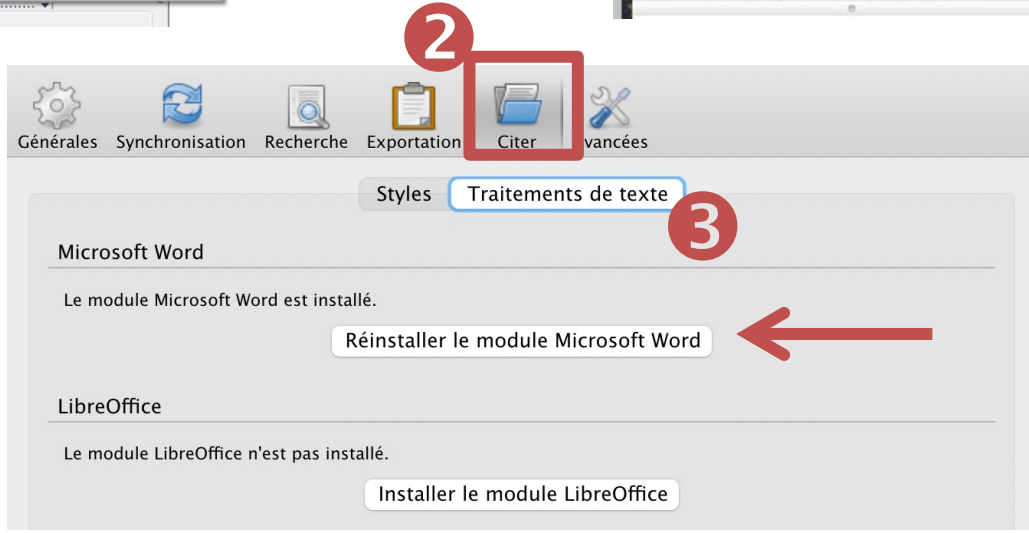 2
Générales Synchronisation Recherche Exportation Citer vancées
Styles Traitements de texte
3
Microsoft Word
Le module Microsoft Word est installé.
Réinstaller le module Microsoft Word
LibreOffice
Le module LibreOffice n'est pas installé.
Installer le module LibreOffice